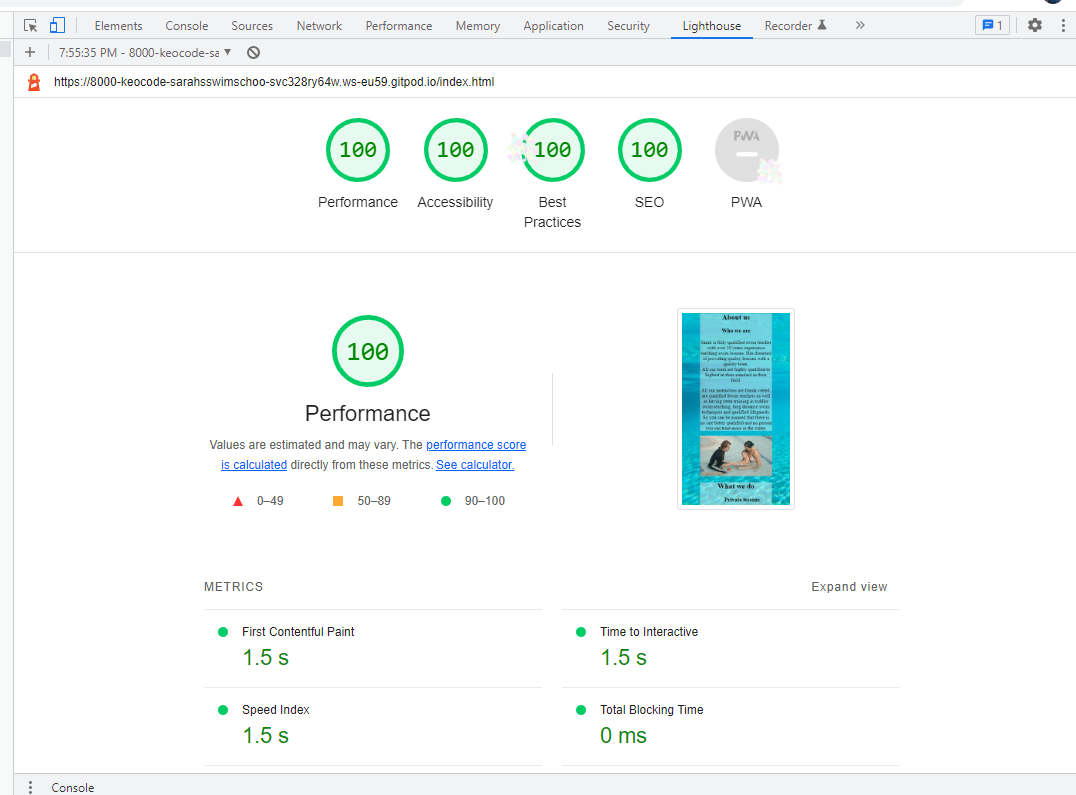 Elements Console Sources Network Performance Memory Application Security Lighthouse Recorder 1
7:55:35 PM - 8000-keocode-sa
https://8000-keocode-sarahsswimschoo-svc328ry64w.ws-eu59.gitpod.io/index.html
100 100 100 100 PWA
Performance Accessibility Best Practices SEO PWA
100
Performance
Values are estimated and may vary. The performance score
is calculated directly from these metrics. See calculator.
0–49 50–89 90–100
About us
Who we are
What we do
Private lessons
METRICS
Expand view
First Contentful Paint
1.5 s
Time to Interactive
1.5 s
Speed Index
1.5 s
Total Blocking Time
0 ms
Console